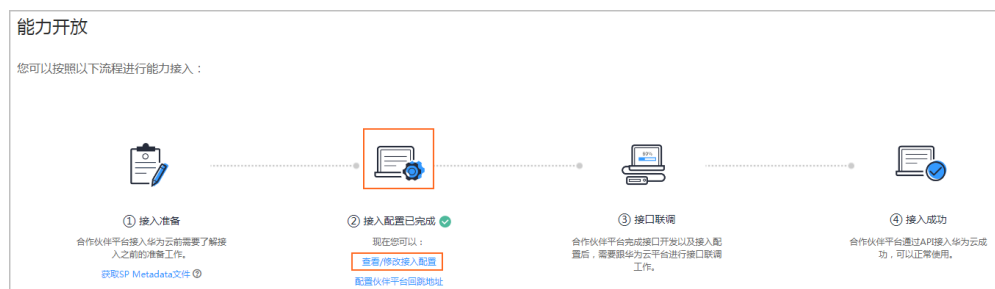 能力开放
您可以按照以下流程进行能力接入：
① 接入准备
合作伙伴平台接入华为云前需要了解接
入之前的准备工作。
获取SP Metadata文件
② 接入配置已完成
现在您可以：
查看/修改接入配置
配置伙伴平台回跳地址
③ 接口联调
合作伙伴平台完成接口开发以及接入配
置后，需要跟华为云平台进行接口联调
工作。
④ 接入成功
合作伙伴平台通过API接入华为云成
功，可以正常使用。